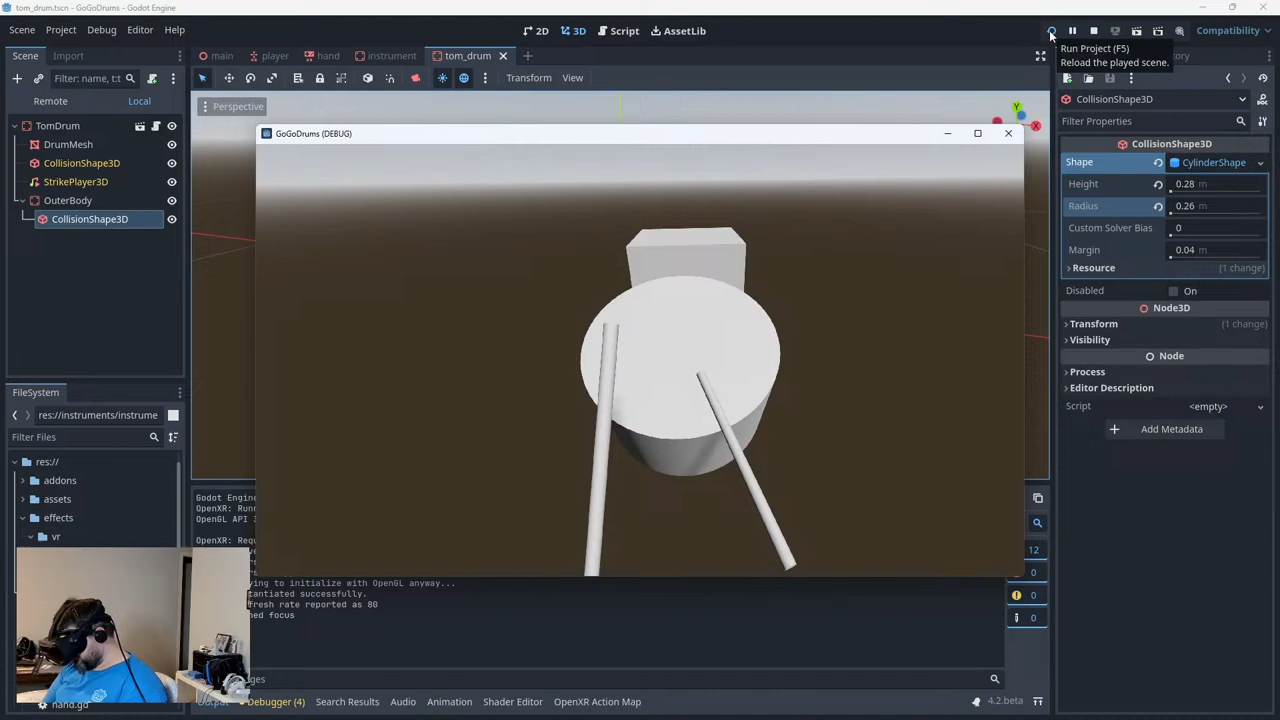 tom_drum.tscn - GoGoDrums - Godot Engine
Scene Project Debug Editor Help
2D 3D Script AssetLib
Compatibility
Run Project (F5)
Reload the played scene.
Scene Import
main player hand instrument tom_drum
Filter: name, t:t
Transform View
Remote Local
Perspective
TomDrum
DrumMesh
CollisionShape3D
StrikePlayer3D
OuterBody
CollisionShape3D
GoGoDrums (DEBUG)
Y
X
FileSystem
res://instruments/instrume
Filter Files
res://
addons
assets
effects
vr
hand.gd
Godot Engine
OpenXR: Run
OpenGL API 3
OpenXR: Requ
ying to initialize with OpenGL anyway...
tantiated successfully.
fresh rate reported as 80
ned focus
12
0
0
0
Output Debugger (4) Search Results Audio Animation Shader Editor OpenXR Action Map
4.2.beta
CollisionShape3D
Filter Properties
CollisionShape3D
Shape CylinderShape
Height 0.28 m
Radius 0.26 m
Custom Solver Bias 0
Margin 0.04 m
Resource (1 change)
Disabled On
Node3D
Transform (1 change)
Visibility
Node
Process
Editor Description
Script <empty>
Add Metadata